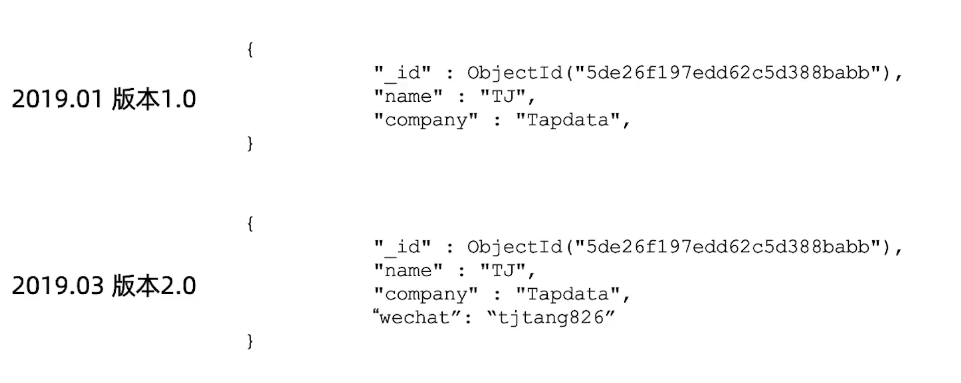 {
"_id" : ObjectId("5de26f197edd62c5d388babb"),
2019.01 版本1.0
"name" : "TJ",
"company" : "Tapdata",
}
{
"_id" : ObjectId("5de26f197edd62c5d388babb"),
"name" : "TJ",
2019.03 版本2.0
"company" : "Tapdata",
“wechat”: “tjtang826”
}